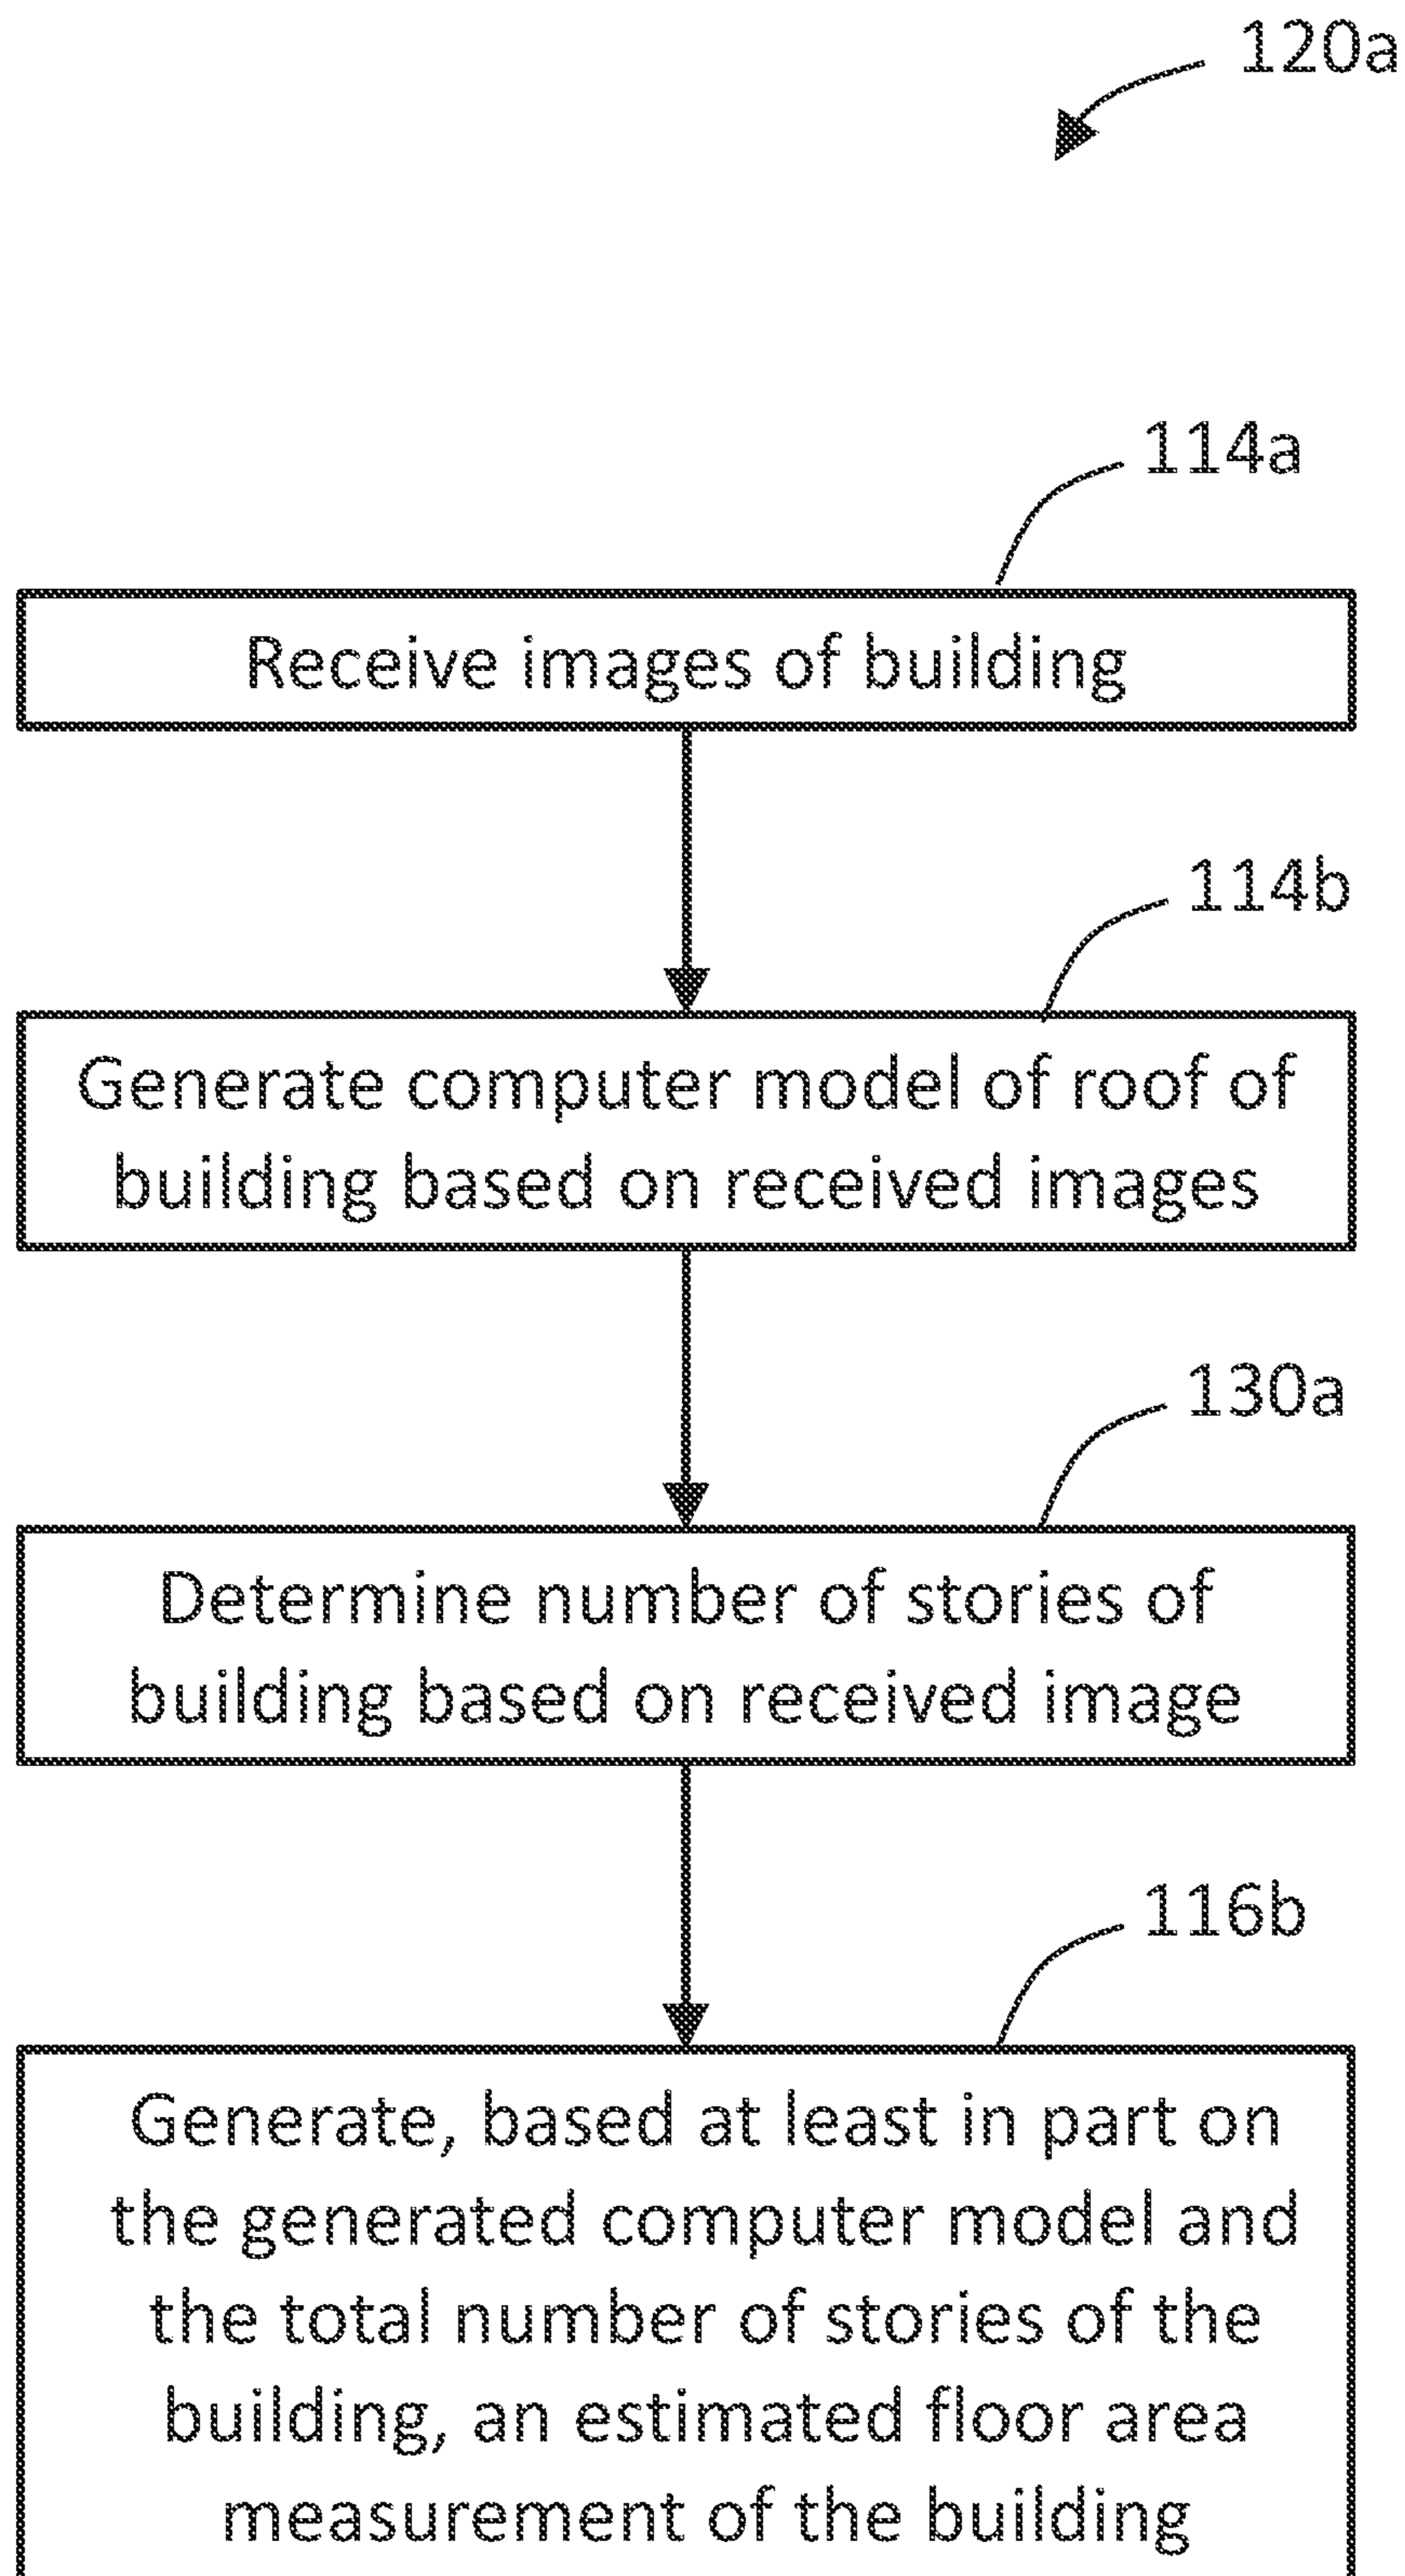 120a
114a
Receive images of building
114b
Generate computer model of roof of
building based on received images
130a
Determine number of stories of
building based on received image
116b
Generate, based at least in part on
the generated computer model and
the total number of stories of the
building, an estimated floor area
measurement of the building